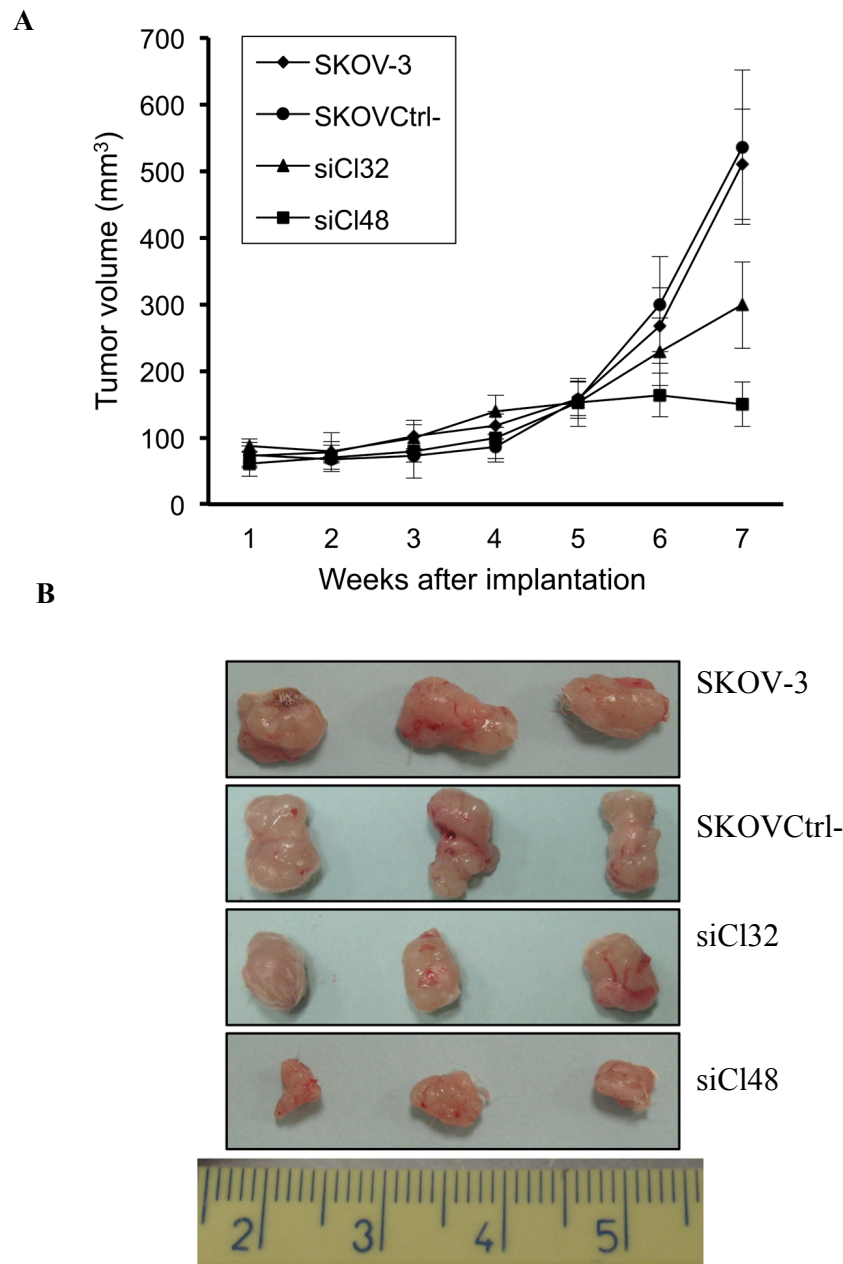 A
700
600
500
400
300
200
100
0
Tumor volume (mm³)
SKOV-3
SKOVCtrl-
siCl32
siCl48
1 2 3 4 5 6 7
Weeks after implantation
B
SKOV-3
SKOVCtrl-
siCl32
siCl48
2 3 4 5